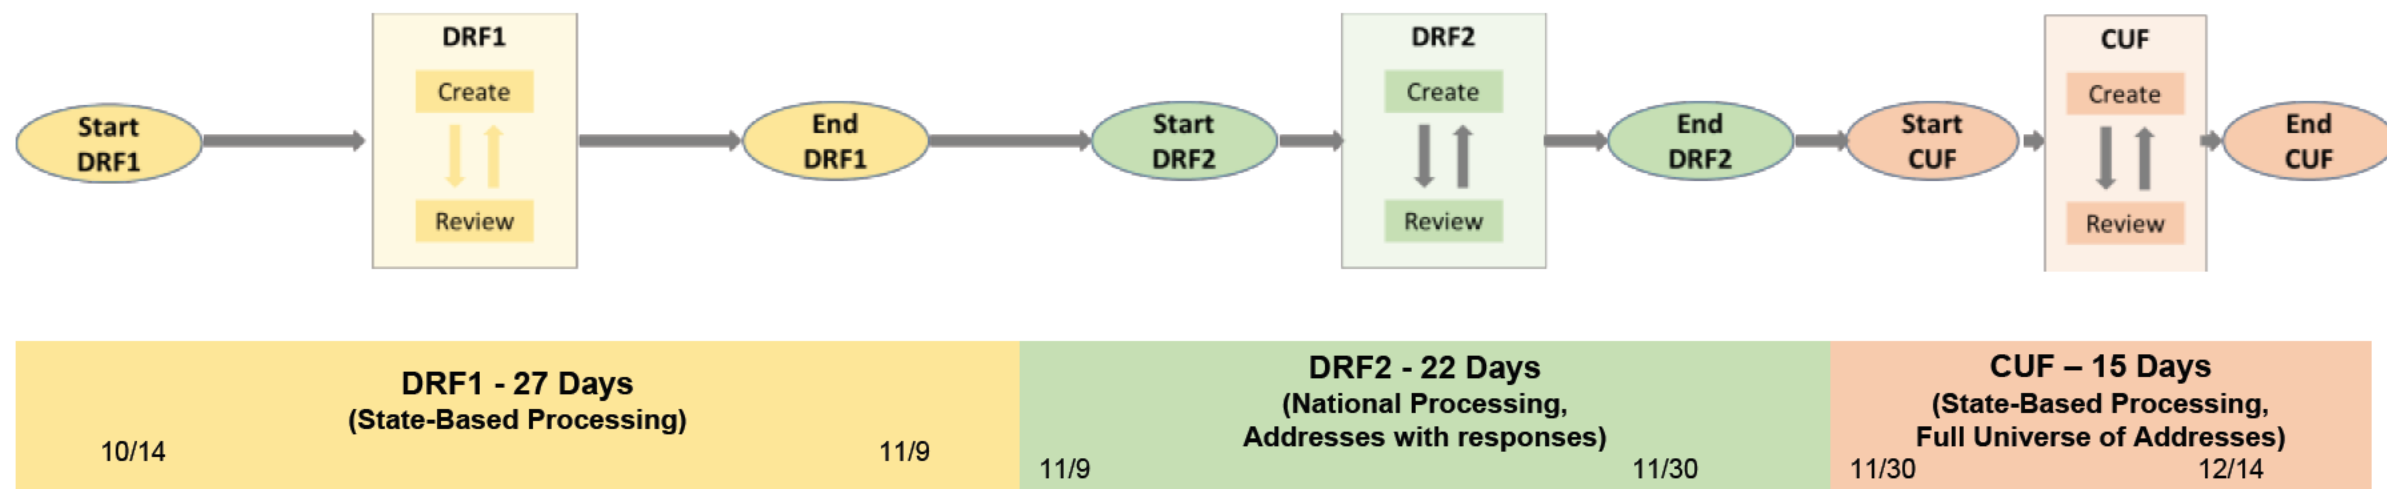 DRF1
Create
Review
DRF2
Create
Review
CUF
Create
Review
Start
DRF1
End
DRF1
Start
DRF2
End
DRF2
Start
CUF
End
CUF
DRF1 - 27 Days
(State-Based Processing)
10/14
11/9
DRF2 - 22 Days
(National Processing,
Addresses with responses)
11/9
11/30
CUF – 15 Days
(State-Based Processing,
Full Universe of Addresses)
11/30
12/14